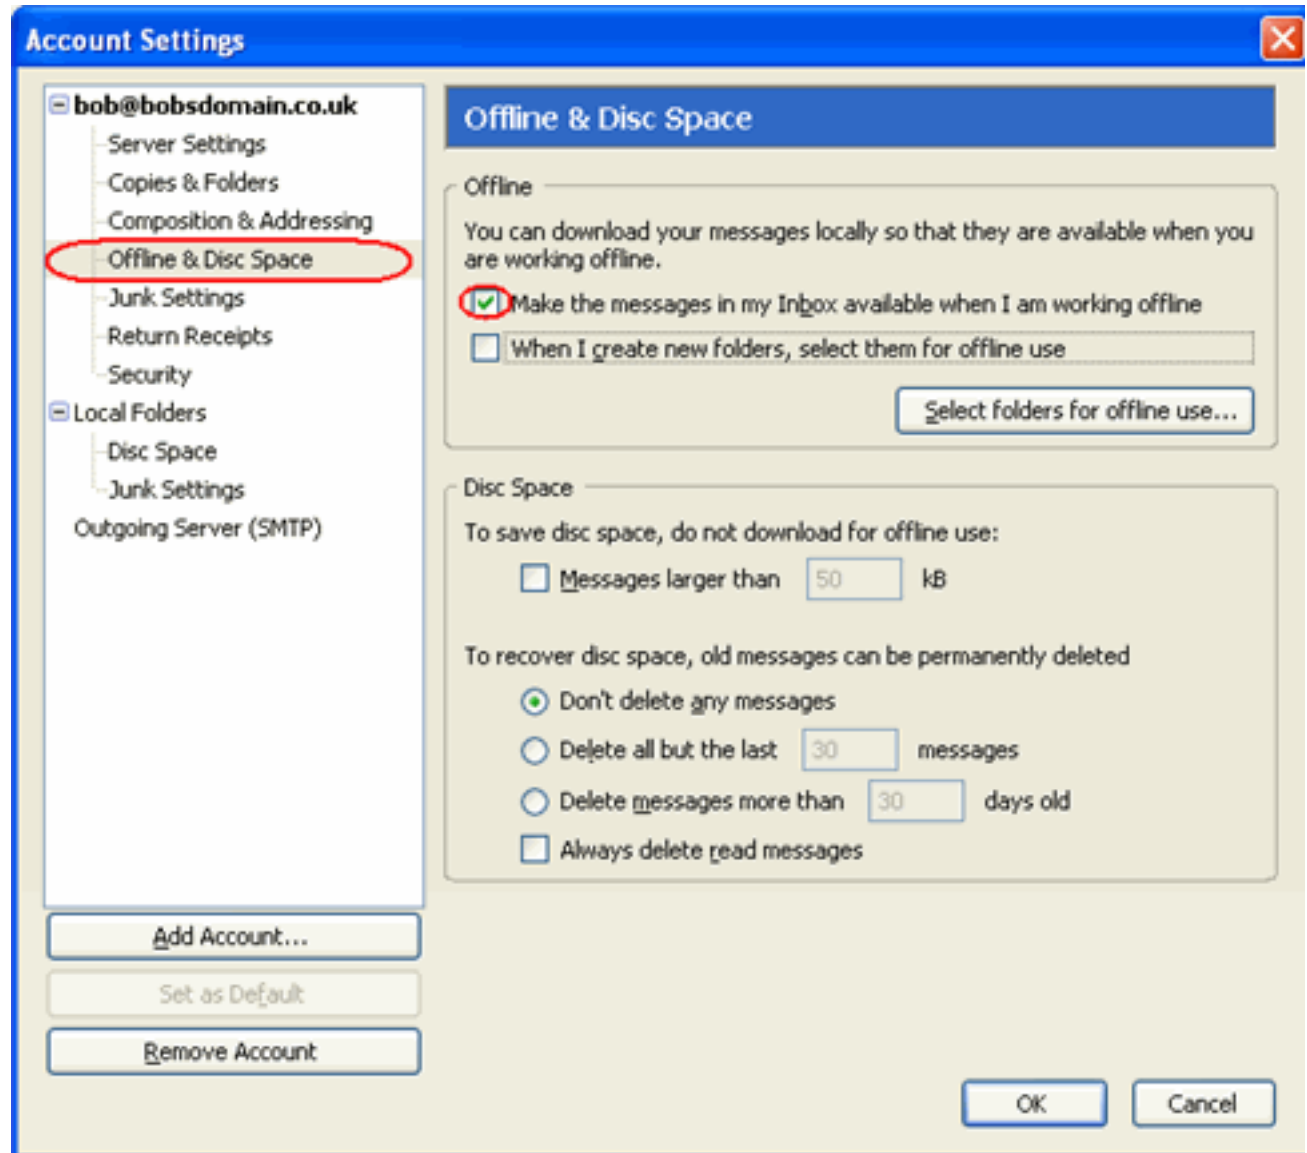 Account Settings
bob@bobsdomain.co.uk
Server Settings
Copies & Folders
Composition & Addressing
Offline & Disc Space
Junk Settings
Return Receipts
Security
Local Folders
Disc Space
Junk Settings
Outgoing Server (SMTP)
Add Account...
Set as Default
Remove Account
Offline & Disc Space
Offline
You can download your messages locally so that they are available when you
are working offline.
Make the messages in my Inbox available when I am working offline
When I create new folders, select them for offline use
Select folders for offline use...
Disc Space
To save disc space, do not download for offline use:
Messages larger than 50 kB
To recover disc space, old messages can be permanently deleted
Don't delete any messages
Delete all but the last 30 messages
Delete messages more than 30 days old
Always delete read messages
OK Cancel